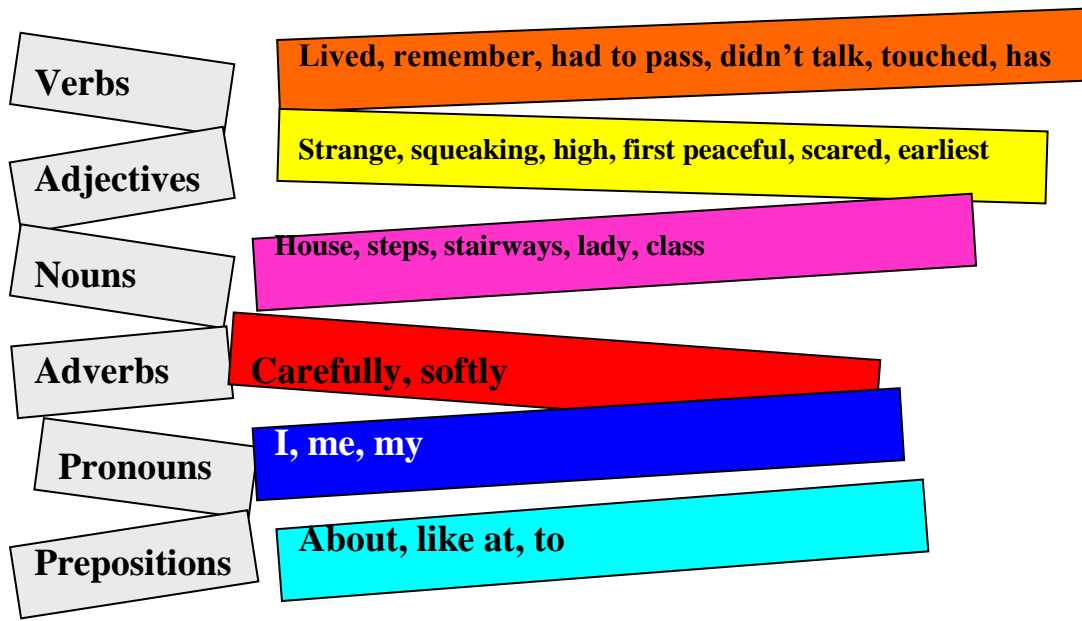 Verbs
Lived, remember, had to pass, didn’t talk, touched, has
Adjectives
Strange, squeaking, high, first peaceful, scared, earliest
Nouns
House, steps, stairways, lady, class
Adverbs
Carefully, softly
Pronouns
I, me, my
Prepositions
About, like at, to